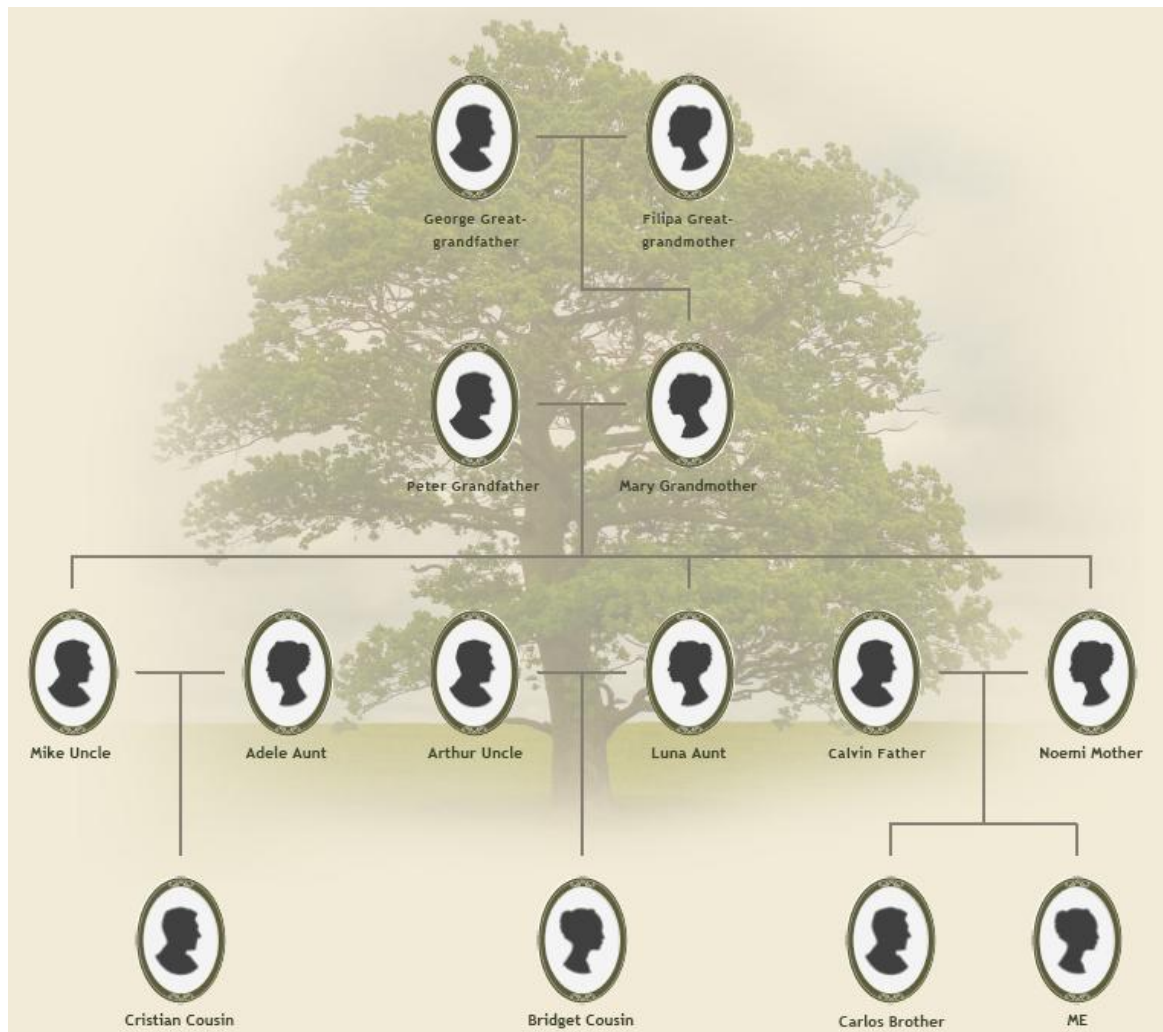 George Great-
grandfather
Filipa Great-
grandmother
Peter Grandfather
Mary Grandmother
Mike Uncle
Adele Aunt
Arthur Uncle
Luna Aunt
Calvin Father
Noemi Mother
Cristian Cousin
Bridget Cousin
Carlos Brother
ME